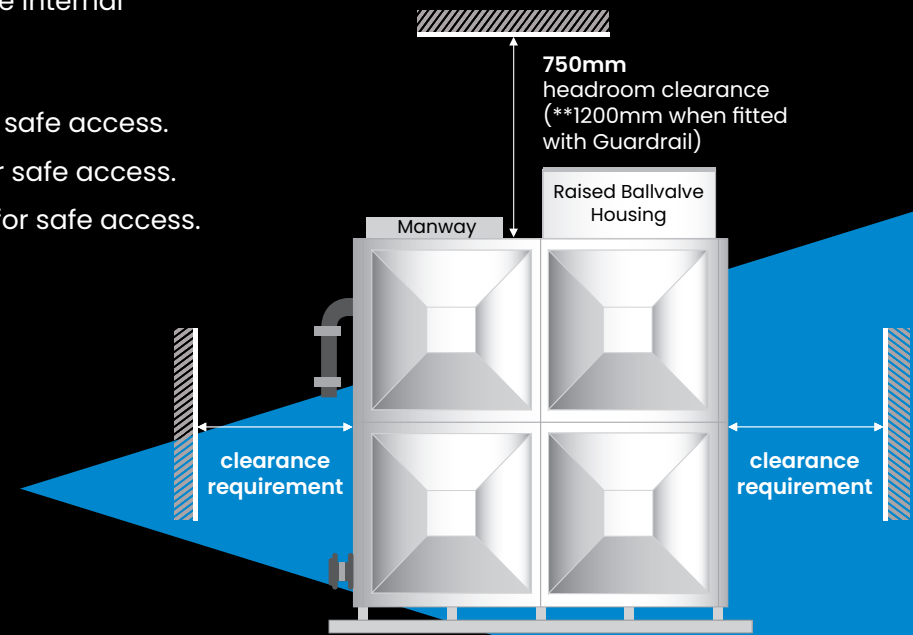 e internal
safe access.
r safe access.
for safe access.
750mm
headroom clearance
(**1200mm when fitted
with Guardrail)
Raised Ballvalve
Housing
Manway
clearance
requirement
clearance
requirement